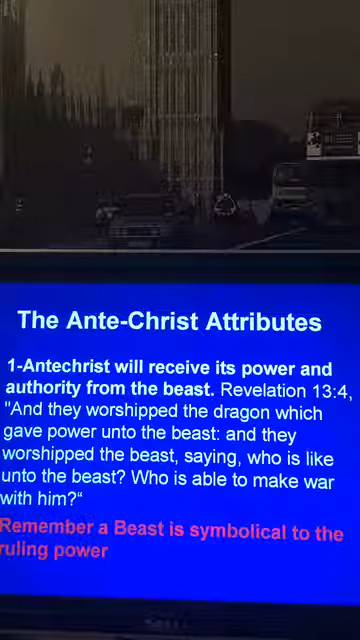 The Ante-Christ Attributes
1-Antechrist will receive its power and
authority from the beast. Revelation 13:4,
"And they worshipped the dragon which
gave power unto the beast: and they
worshipped the beast, saying, who is like
unto the beast? Who is able to make war
with him?“
Remember a Beast is symbolical to the
ruling power